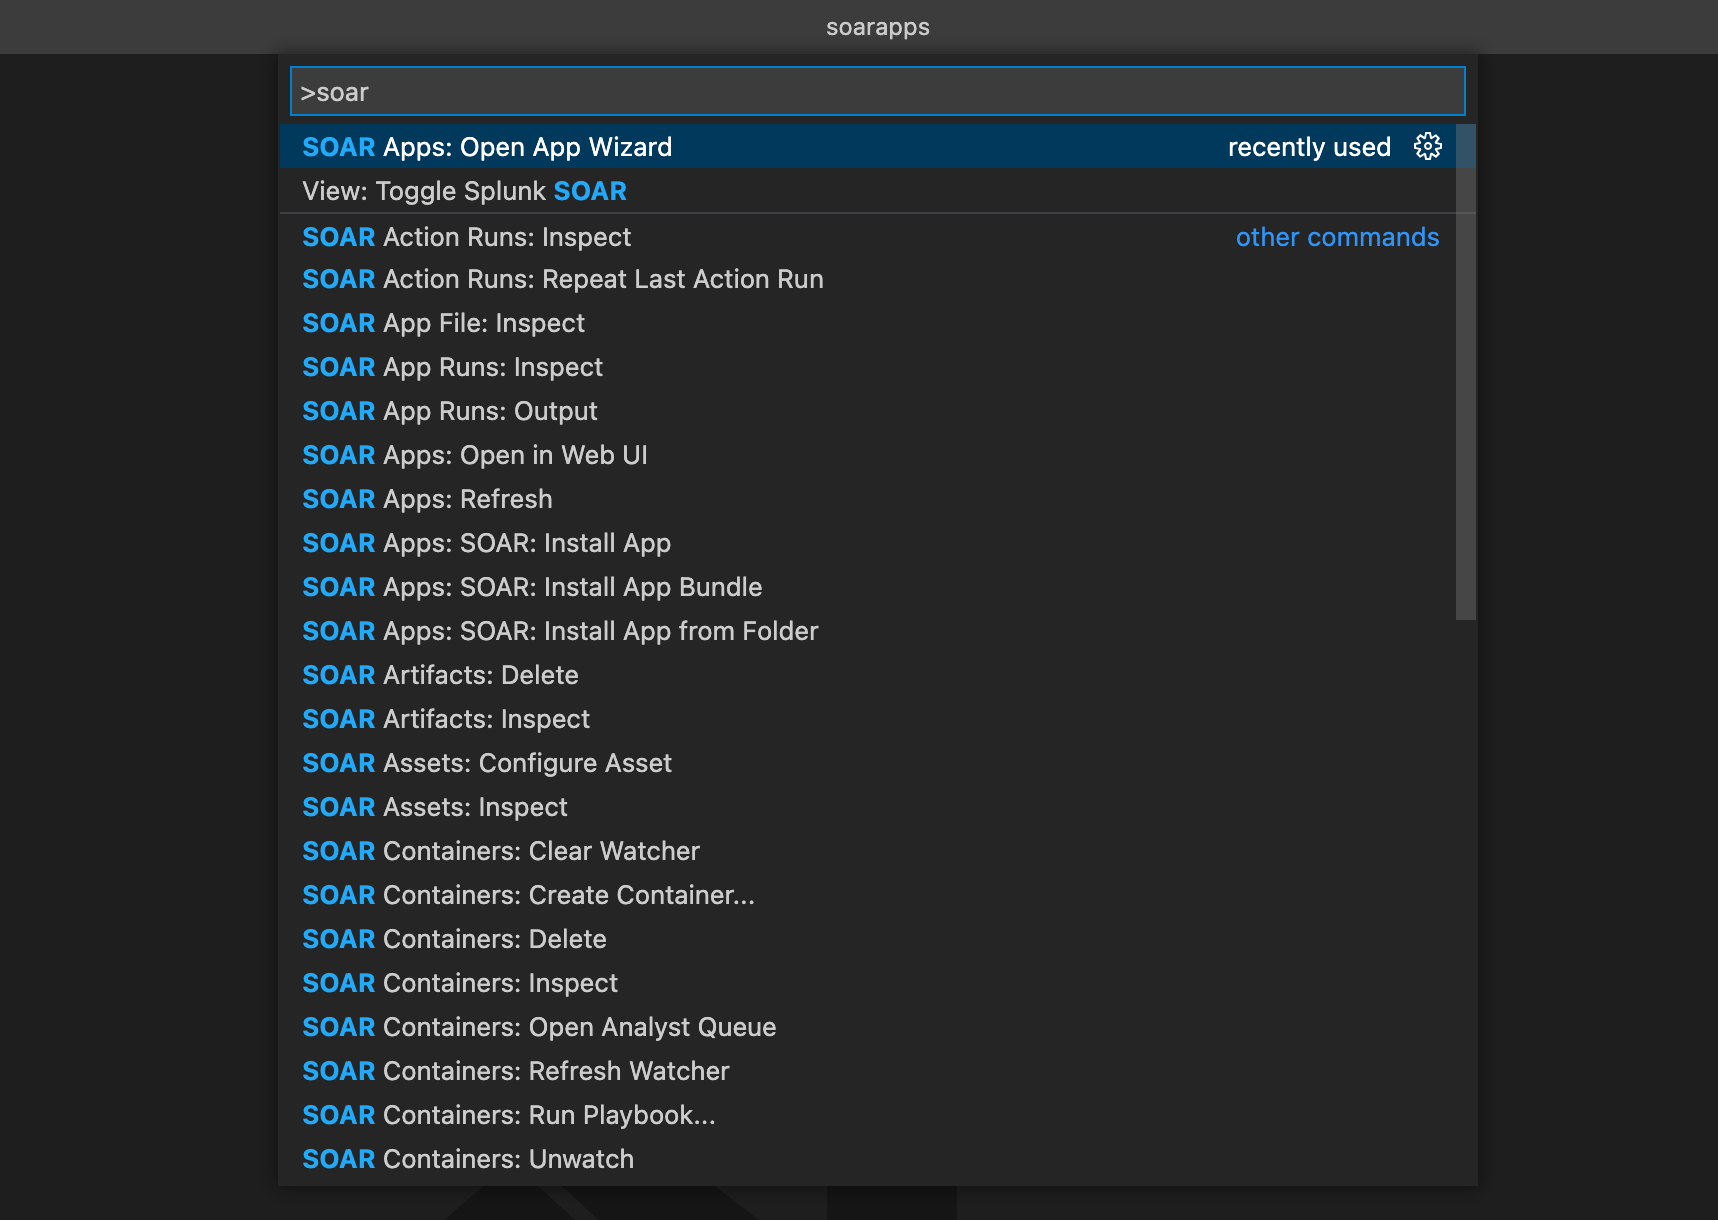 soarapps
>soar
SOAR Apps: Open App Wizard recently used
View: Toggle Splunk SOAR
SOAR Action Runs: Inspect other commands
SOAR Action Runs: Repeat Last Action Run
SOAR App File: Inspect
SOAR App Runs: Inspect
SOAR App Runs: Output
SOAR Apps: Open in Web UI
SOAR Apps: Refresh
SOAR Apps: SOAR: Install App
SOAR Apps: SOAR: Install App Bundle
SOAR Apps: SOAR: Install App from Folder
SOAR Artifacts: Delete
SOAR Artifacts: Inspect
SOAR Assets: Configure Asset
SOAR Assets: Inspect
SOAR Containers: Clear Watcher
SOAR Containers: Create Container...
SOAR Containers: Delete
SOAR Containers: Inspect
SOAR Containers: Open Analyst Queue
SOAR Containers: Refresh Watcher
SOAR Containers: Run Playbook...
SOAR Containers: Unwatch